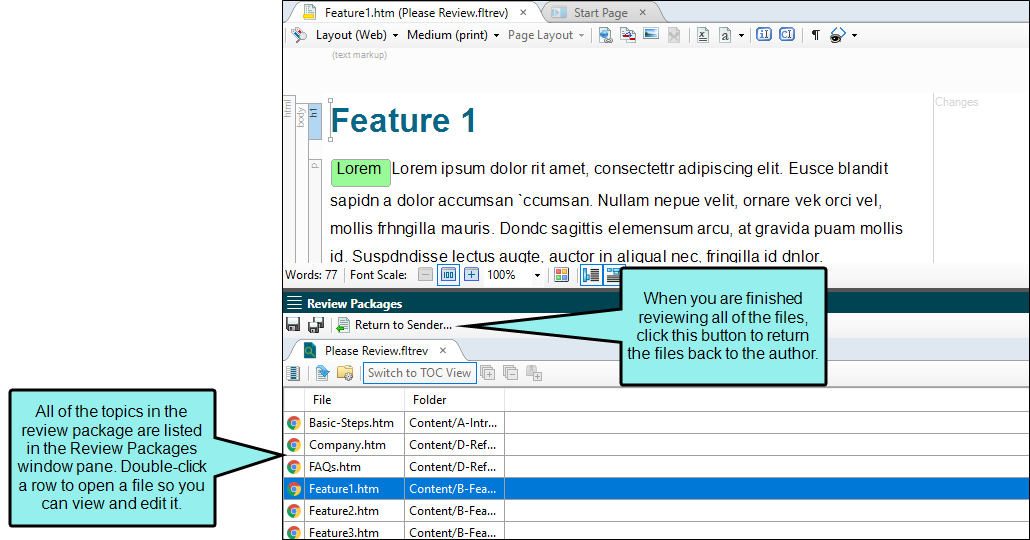 Feature1.htm (Please Review.fltrev)
Start Page
Layout (Web)
Medium (print)
Page Layout
(text markup)
html
body
h1
Feature 1
Changes
p
Lorem Lorem ipsum dolor rit amet, consectettr adipiscing elit. Eusce blandit
sapidn a dolor accumsan `ccumsan. Nullam nepue velit, ornare vek orci vel,
mollis frhngilla mauris. Dondc sagittis elemensum arcu, at gravida puam mollis
id. Suspdndisse lectus augte, auctor in aliqual nec, fringilla id dnlor.
Words: 77
Font Scale:
100
100%
Review Packages
Return to Sender...
When you are finished
reviewing all of the files,
click this button to return
the files back to the author.
Please Review.fltrev
Switch to TOC View
File Folder
Basic-Steps.htm Content/A-Intr...
Company.htm Content/D-Ref...
FAQs.htm Content/D-Ref...
Feature1.htm Content/B-Fea...
Feature2.htm Content/B-Fea...
Feature3.htm Content/B-Fea...
All of the topics in the
review package are listed
in the Review Packages
window pane. Double-click
a row to open a file so you
can view and edit it.